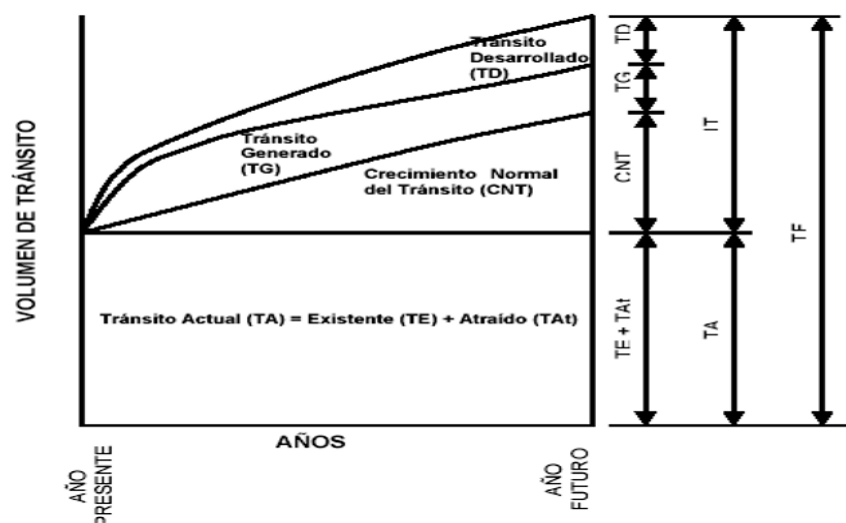 VOLUMEN DE TRÁNSITO
Tránsito
Desarrollado
(TD)
Tránsito
Generado
(TG)
Crecimiento Normal
del Tránsito (CNT)
Tránsito Actual (TA) = Existente (TE) + Atraído (TAt)
AÑOS
AÑO
PRESENTE
AÑO
FUTURO
TD
TG
CNT
TE + TAt
IT
TA
TF